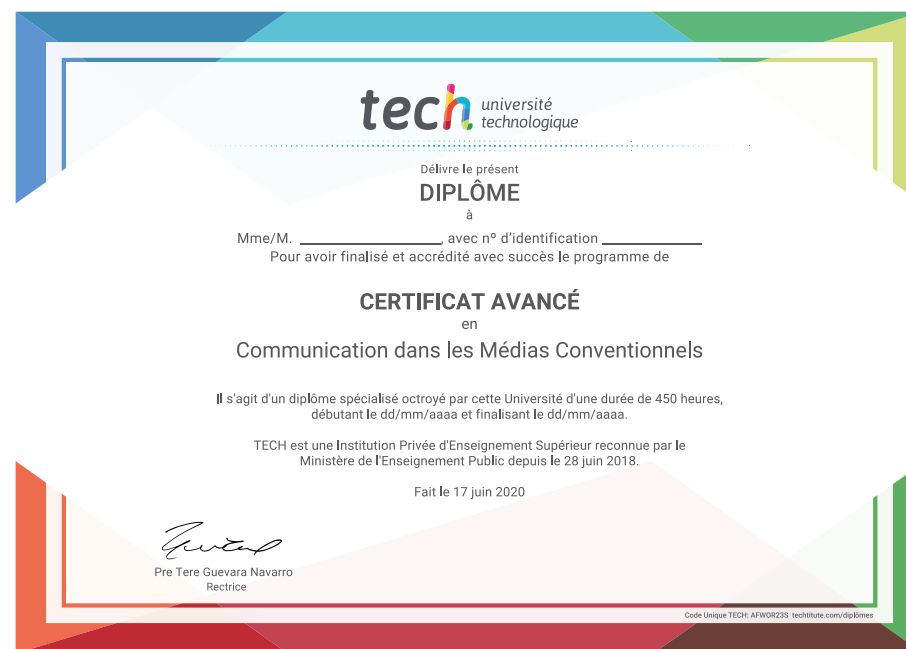 tech université
technologique
Délivre le présent
DIPLÔME
à
Mme/M. ____________________, avec nº d'identification ______________
Pour avoir finalisé et accrédité avec succès le programme de
CERTIFICAT AVANCÉ
en
Communication dans les Médias Conventionnels
Il s'agit d'un diplôme spécialisé octroyé par cette Université d'une durée de 450 heures,
débutant le dd/mm/aaaa et finalisant le dd/mm/aaaa.
TECH est une Institution Privée d'Enseignement Supérieur reconnue par le
Ministère de l'Enseignement Public depuis le 28 juin 2018.
Fait le 17 juin 2020
Pre Tere Guevara Navarro
Rectrice
Code Unique TECH: AFWOR23S techtitute.com/diplômes